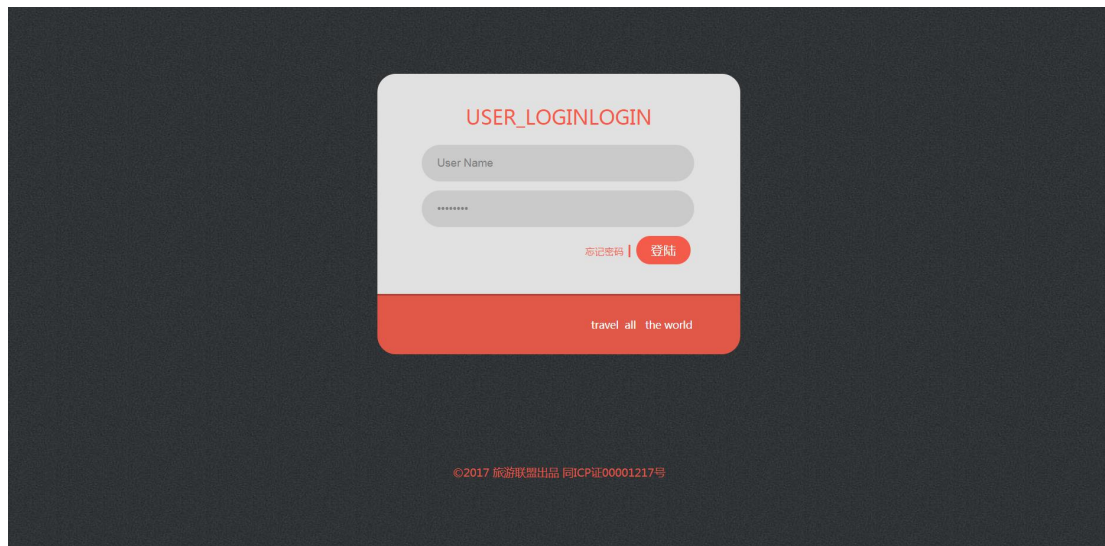 USER_LOGINLOGIN
User Name
••••••••
忘记密码 | 登陆
travel all the world
©2017 旅游联盟出品 同ICP证00001217号